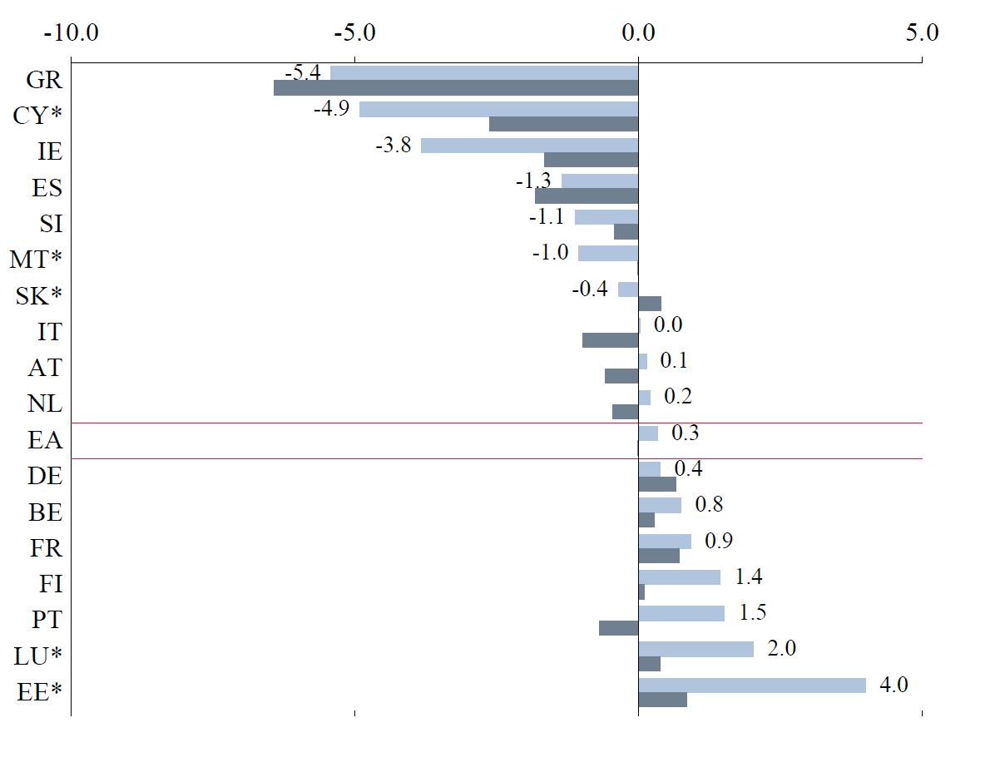 -10.0 -5.0 0.0 5.0
GR -5.4
CY* -4.9
IE -3.8
ES -1.3
SI -1.1
MT* -1.0
SK* -0.4
IT 0.0
AT 0.1
NL 0.2
EA 0.3
DE 0.4
BE 0.8
FR 0.9
FI 1.4
PT 1.5
LU* 2.0
EE* 4.0